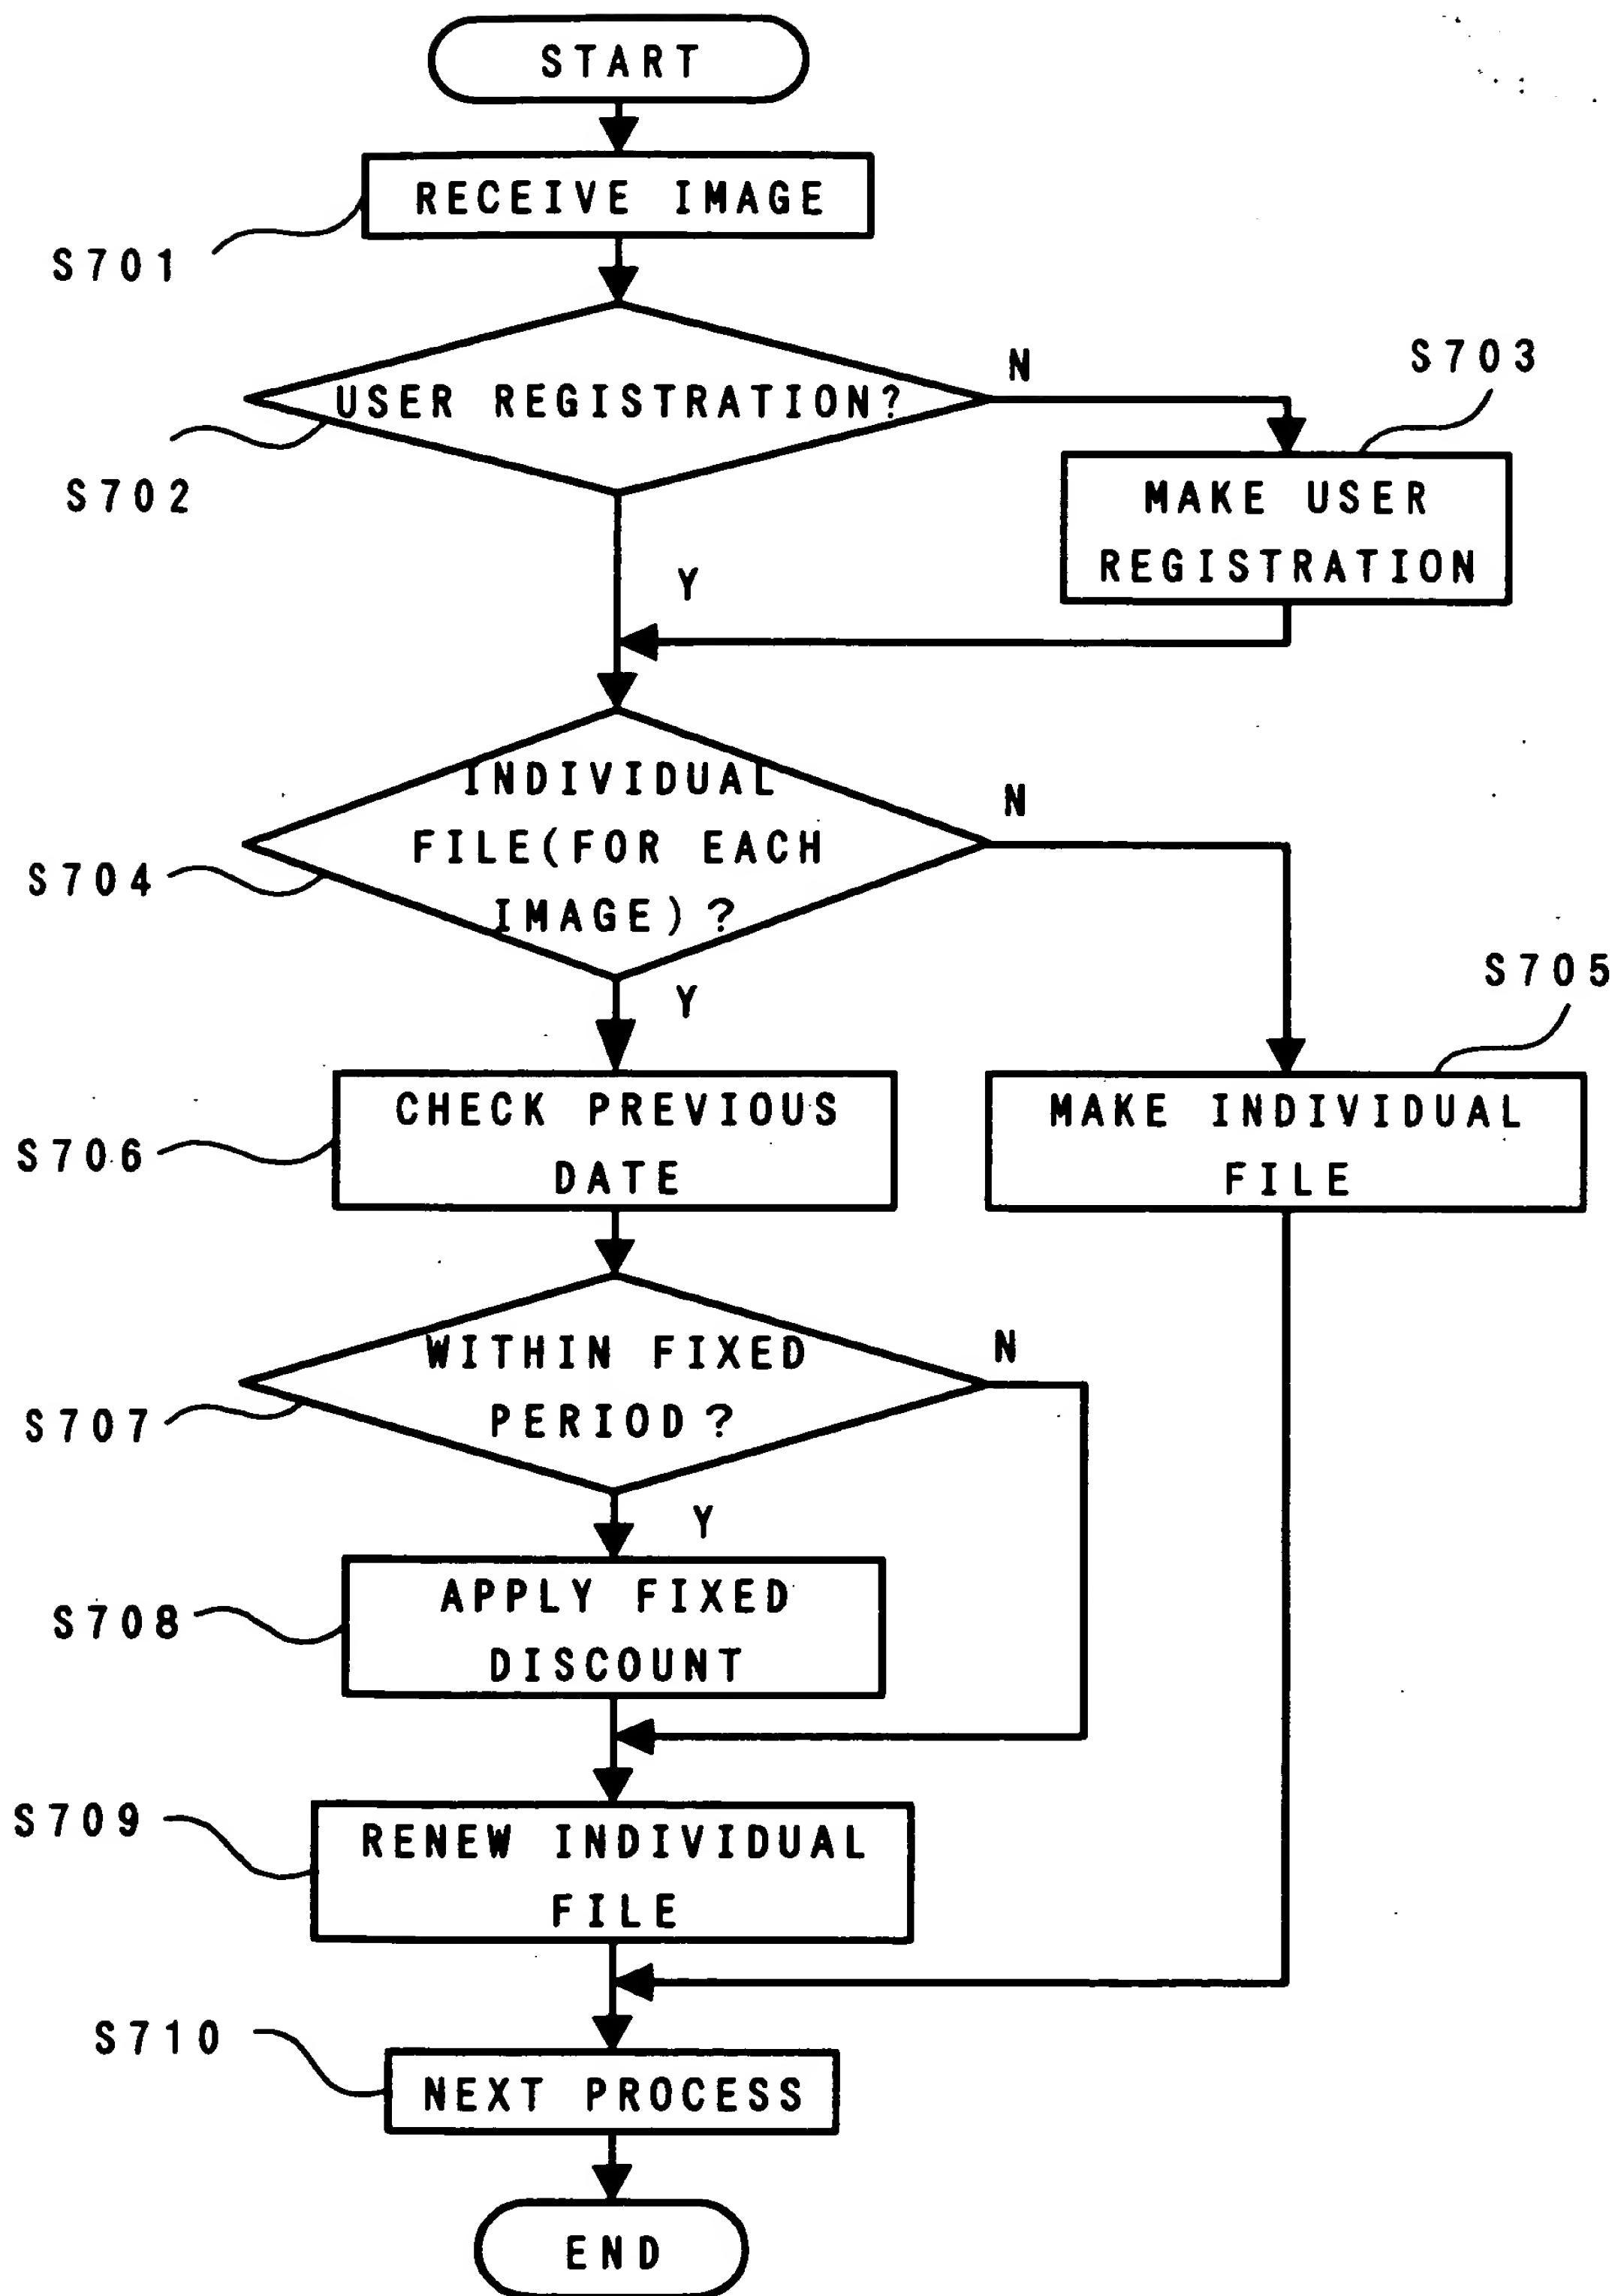 START
RECEIVE IMAGE
S701
USER REGISTRATION?
N
S702
S703
MAKE USER
REGISTRATION
Y
INDIVIDUAL
FILE(FOR EACH
IMAGE)?
N
S704
Y
S705
CHECK PREVIOUS
DATE
S706
MAKE INDIVIDUAL
FILE
WITHIN FIXED
PERIOD?
N
S707
Y
APPLY FIXED
DISCOUNT
S708
RENEW INDIVIDUAL
FILE
S709
S710
NEXT PROCESS
END